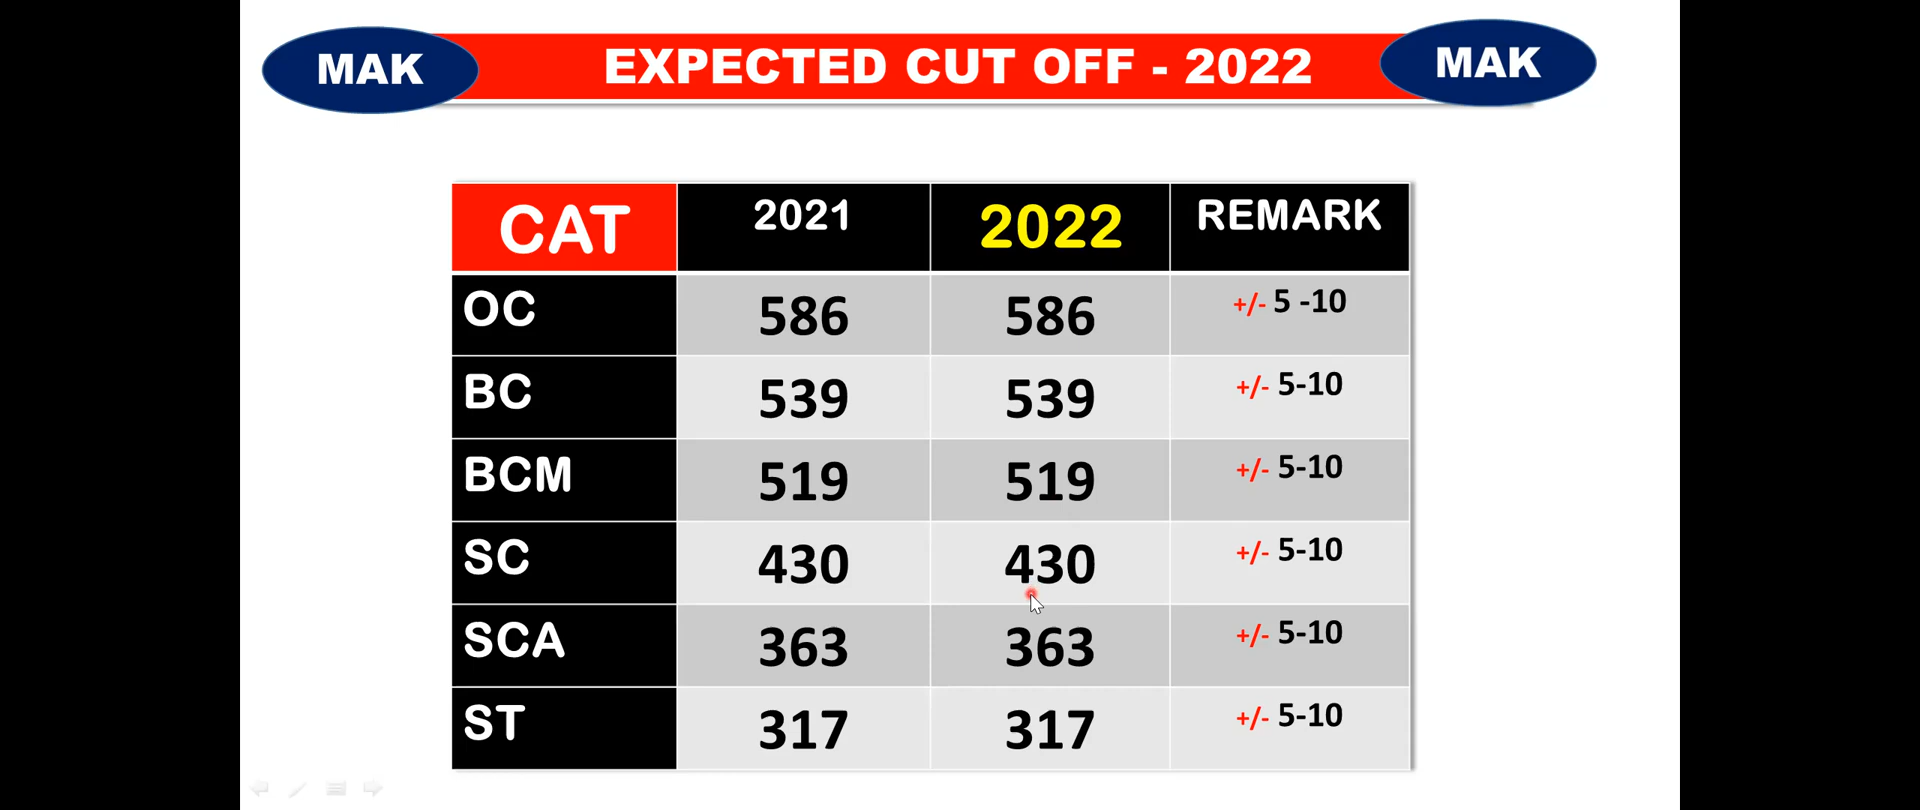 MAK EXPECTED CUT OFF - 2022 MAK
CAT 2021 2022 REMARK
OC 586 586 +/- 5 -10
BC 539 539 +/- 5-10
BCM 519 519 +/- 5-10
SC 430 430 +/- 5-10
SCA 363 363 +/- 5-10
ST 317 317 +/- 5-10